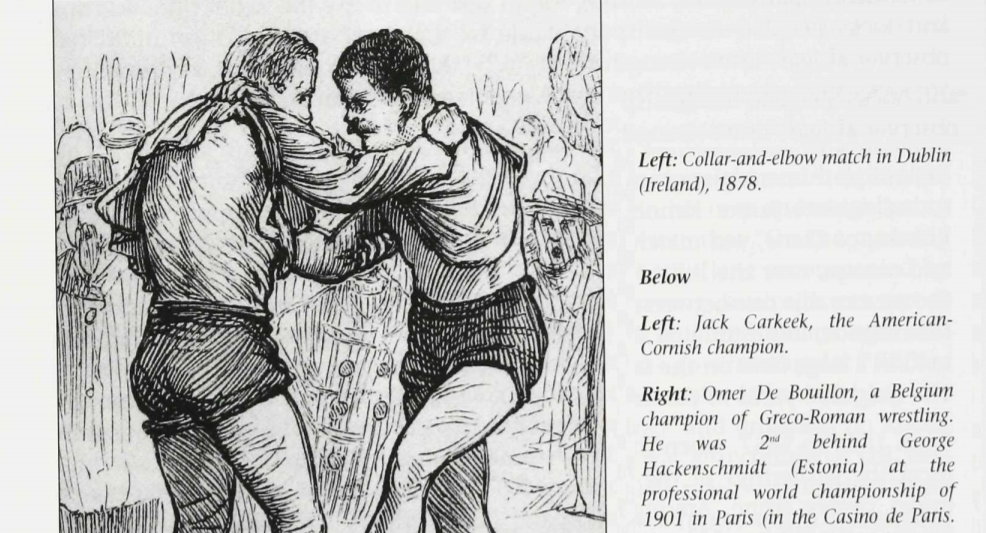 Left: Collar-and-elbow match in Dublin
(Ireland), 1878.
Below
Left: Jack Carkeek, the American-
Cornish champion.
Right: Omer De Bouillon, a Belgium
champion of Greco-Roman wrestling.
He was 2nd behind George
Hackenschmidt (Estonia) at the
professional world championship of
1901 in Paris (in the Casino de Paris.